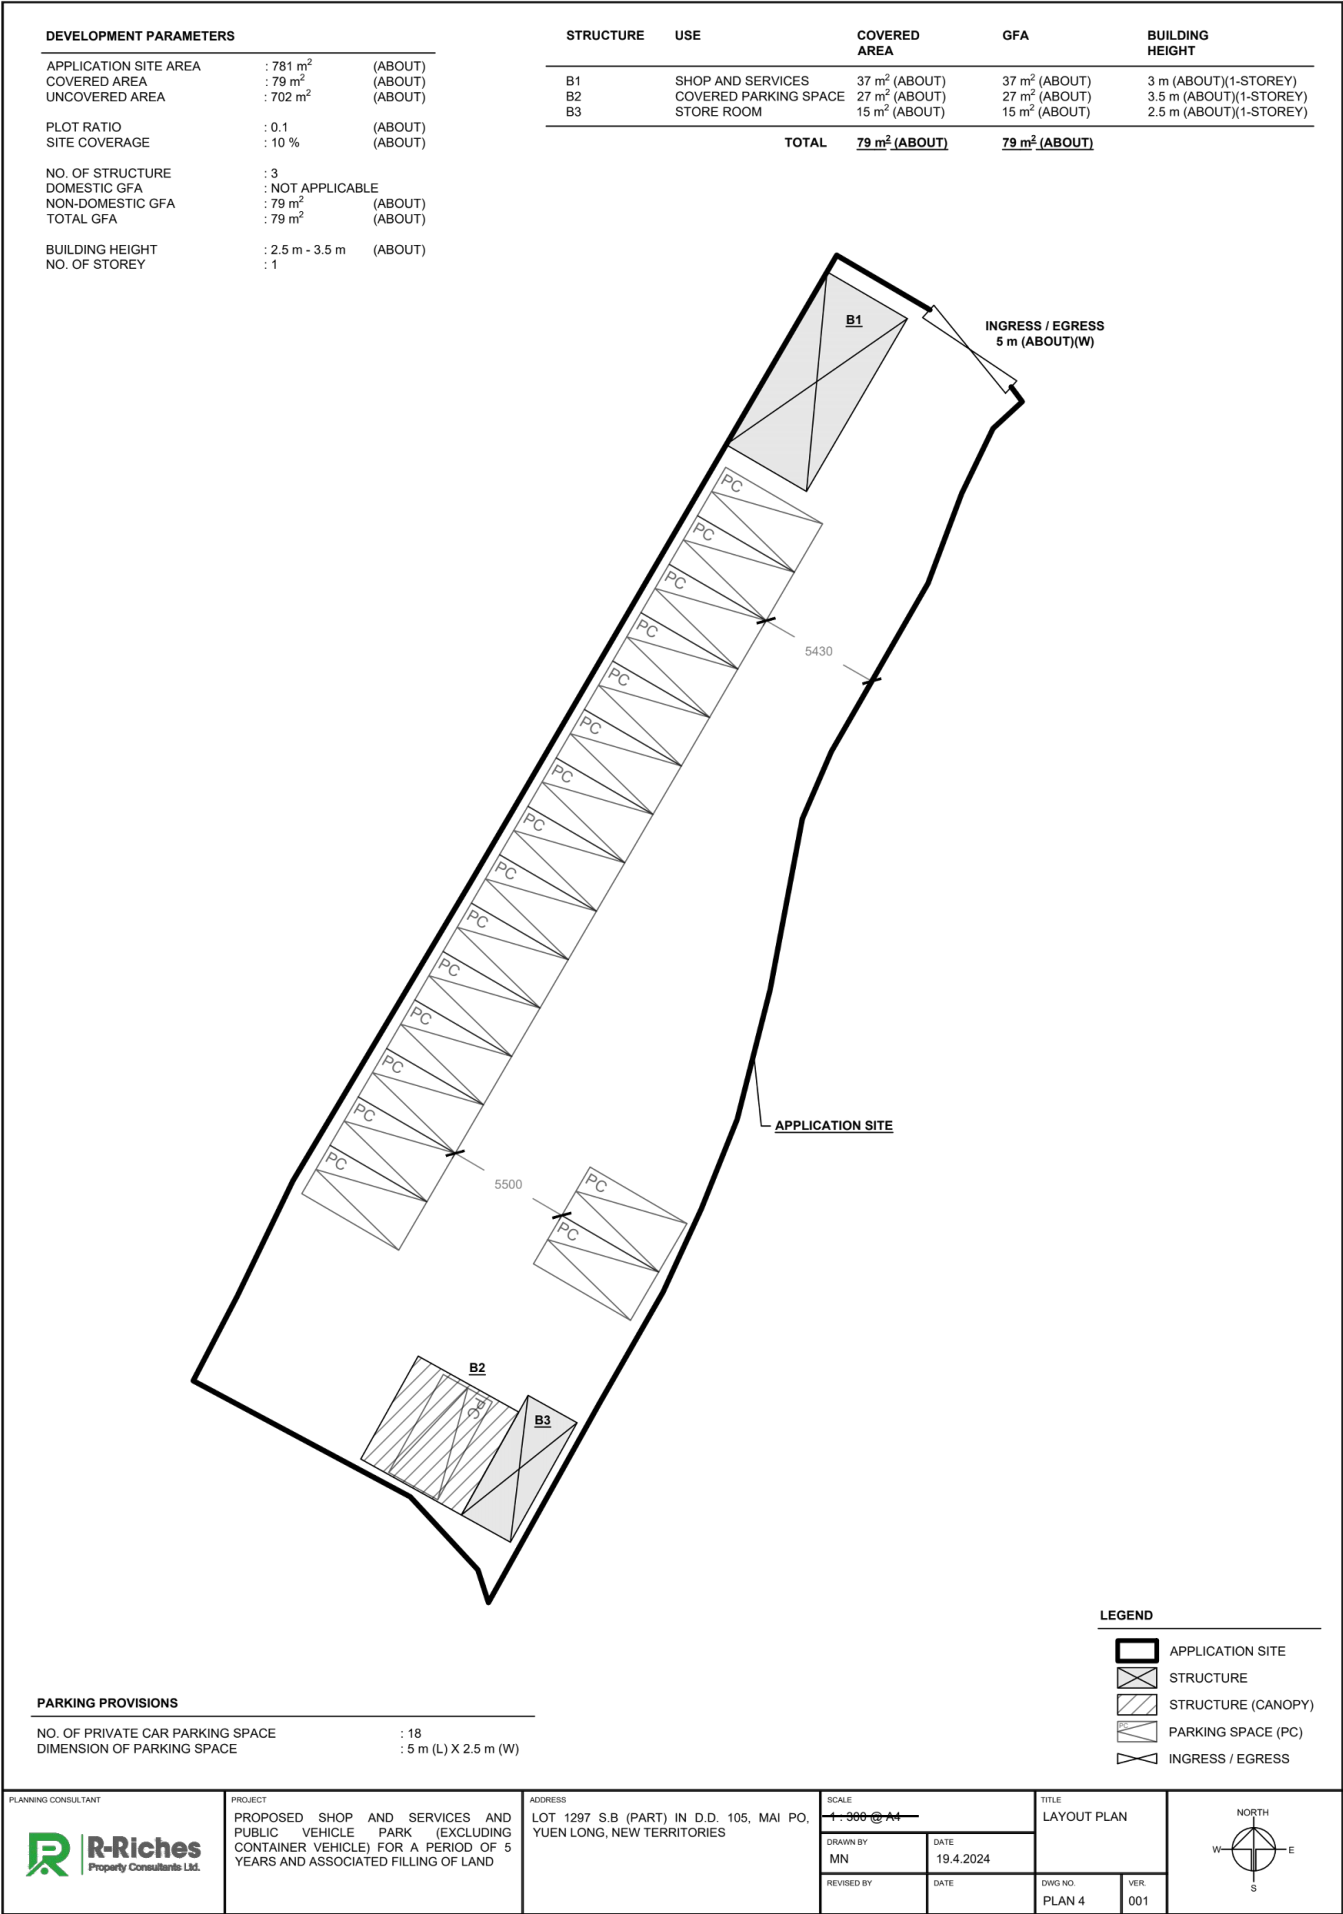 DEVELOPMENT PARAMETERS
APPLICATION SITE AREA : 781 m² (ABOUT)
COVERED AREA : 79 m² (ABOUT)
UNCOVERED AREA : 702 m² (ABOUT)
PLOT RATIO : 0.1 (ABOUT)
SITE COVERAGE : 10 % (ABOUT)
NO. OF STRUCTURE : 3
DOMESTIC GFA : NOT APPLICABLE
NON-DOMESTIC GFA : 79 m² (ABOUT)
TOTAL GFA : 79 m² (ABOUT)
BUILDING HEIGHT : 2.5 m - 3.5 m (ABOUT)
NO. OF STOREY : 1
STRUCTURE USE COVERED AREA GFA BUILDING HEIGHT
B1 SHOP AND SERVICES 37 m² (ABOUT) 37 m² (ABOUT) 3 m (ABOUT)(1-STOREY)
B2 COVERED PARKING SPACE 27 m² (ABOUT) 27 m² (ABOUT) 3.5 m (ABOUT)(1-STOREY)
B3 STORE ROOM 15 m² (ABOUT) 15 m² (ABOUT) 2.5 m (ABOUT)(1-STOREY)
TOTAL 79 m² (ABOUT) 79 m² (ABOUT)
B1
INGRESS / EGRESS
5 m (ABOUT)(W)
PC
PC
PC
PC
5430
PC
PC
PC
PC
PC
PC
PC
PC
PC
PC
APPLICATION SITE
PC
5500
PC
PC
B2
PC
B3
LEGEND
APPLICATION SITE
STRUCTURE
STRUCTURE (CANOPY)
PC
PARKING SPACE (PC)
INGRESS / EGRESS
PARKING PROVISIONS
NO. OF PRIVATE CAR PARKING SPACE : 18
DIMENSION OF PARKING SPACE : 5 m (L) X 2.5 m (W)
PLANNING CONSULTANT
R-Riches
Property Consultants Ltd.
PROJECT
PROPOSED SHOP AND SERVICES AND
PUBLIC VEHICLE PARK (EXCLUDING
CONTAINER VEHICLE) FOR A PERIOD OF 5
YEARS AND ASSOCIATED FILLING OF LAND
ADDRESS
LOT 1297 S.B (PART) IN D.D. 105, MAI PO,
YUEN LONG, NEW TERRITORIES
SCALE
1 : 300 @ A4
DRAWN BY
MN
DATE
19.4.2024
REVISED BY
DATE
TITLE
LAYOUT PLAN
DWG NO.
PLAN 4
VER.
001
NORTH
W
E
S